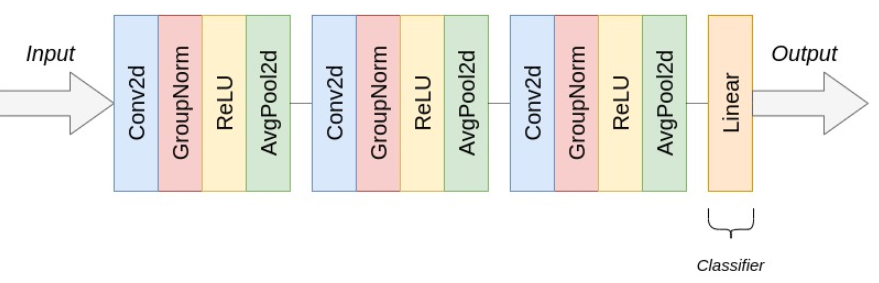 Input
Conv2d
GroupNorm
ReLU
AvgPool2d
Conv2d
GroupNorm
ReLU
AvgPool2d
Conv2d
GroupNorm
ReLU
AvgPool2d
Linear
Output
Classifier